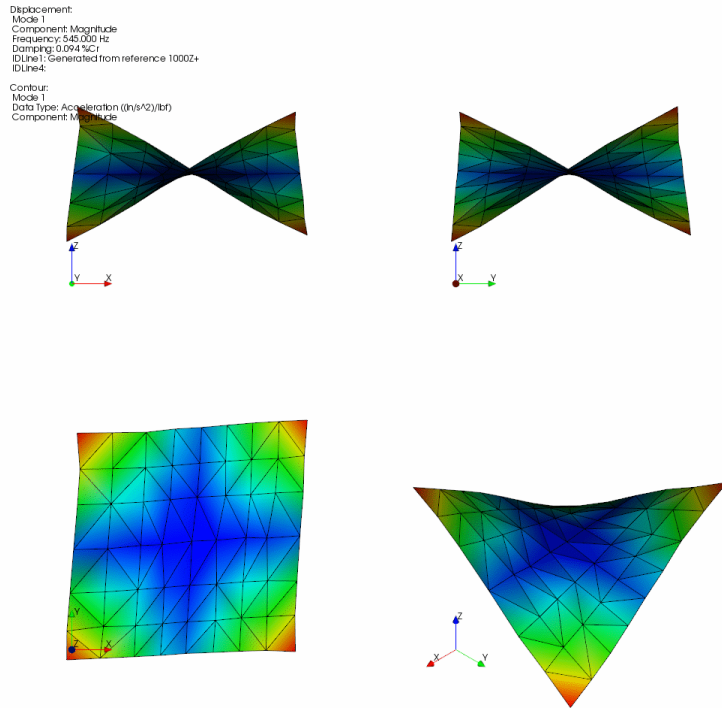 Displacement:
Mode 1
Component: Magnitude
Frequency: 545.000 Hz
Damping: 0.094 %Cr
IDLine1: Generated from reference 1000Z+
IDLine4:
Contour:
Mode 1
Data Type: Acceleration ((in/s^2)/lbf)
Component: Magnitude
Z
Y X
Z
X Y
Y
Z X
Z
X Y